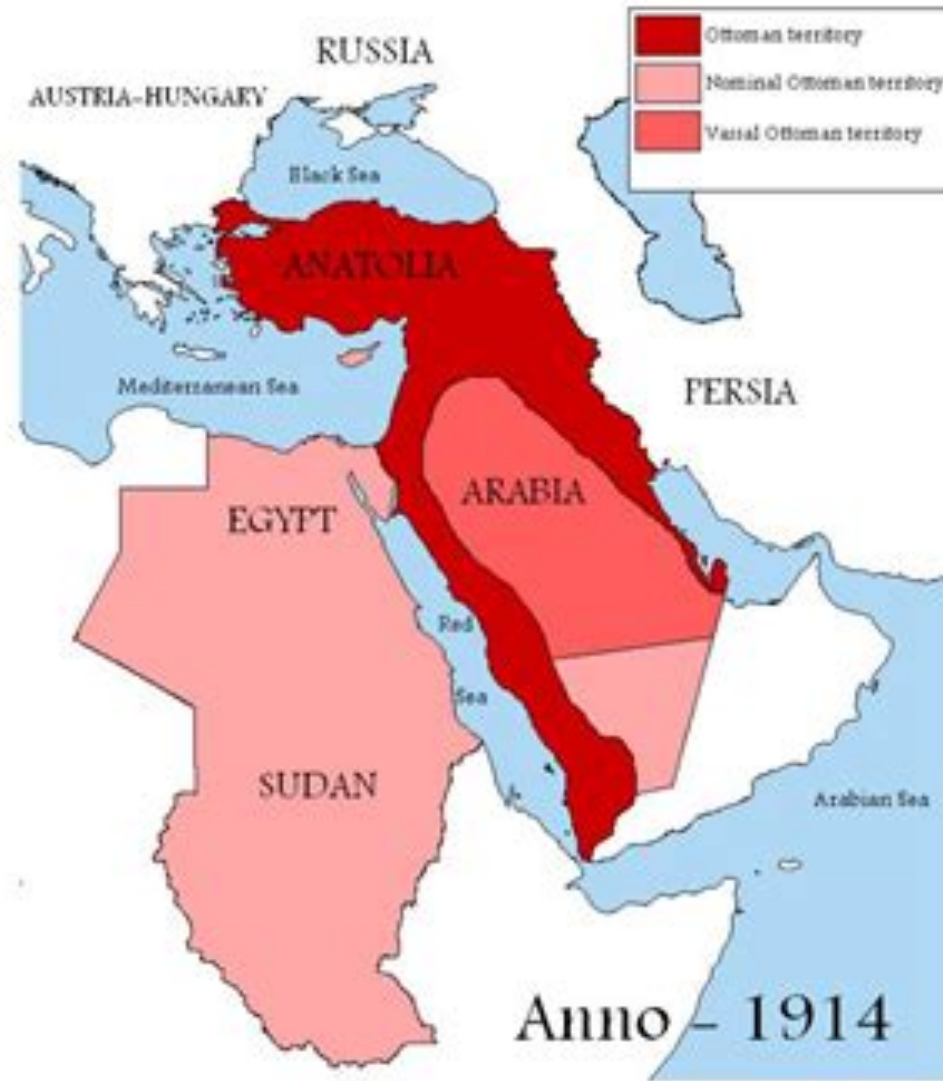 Ottoman territory
RUSSIA
Nominal Ottoman territory
AUSTRIA-HUNGARY
Vassal Ottoman territory
Black Sea
ANATOLIA
Mediterranean Sea
PERSIA
ARABIA
EGYPT
Red
Sea
SUDAN
Arabian Sea
Anno - 1914